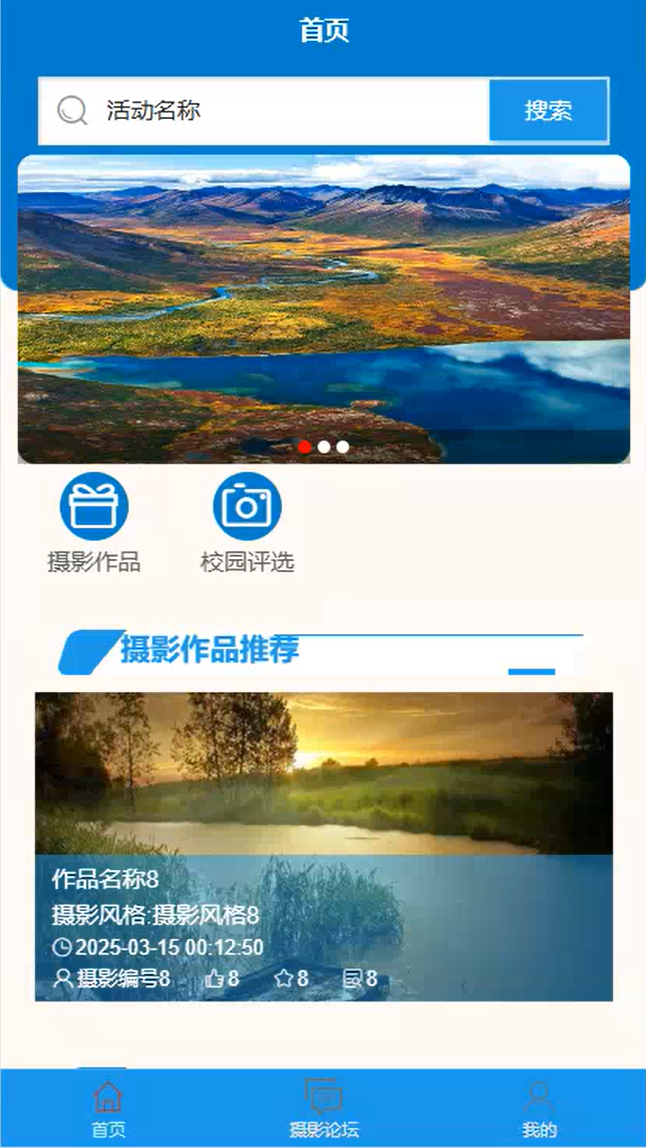 首页
活动名称
搜索
摄影作品
校园评选
摄影作品推荐
作品名称8
摄影风格:摄影风格8
2025-03-15 00:12:50
摄影编号8 8 8 8
首页
摄影论坛
我的